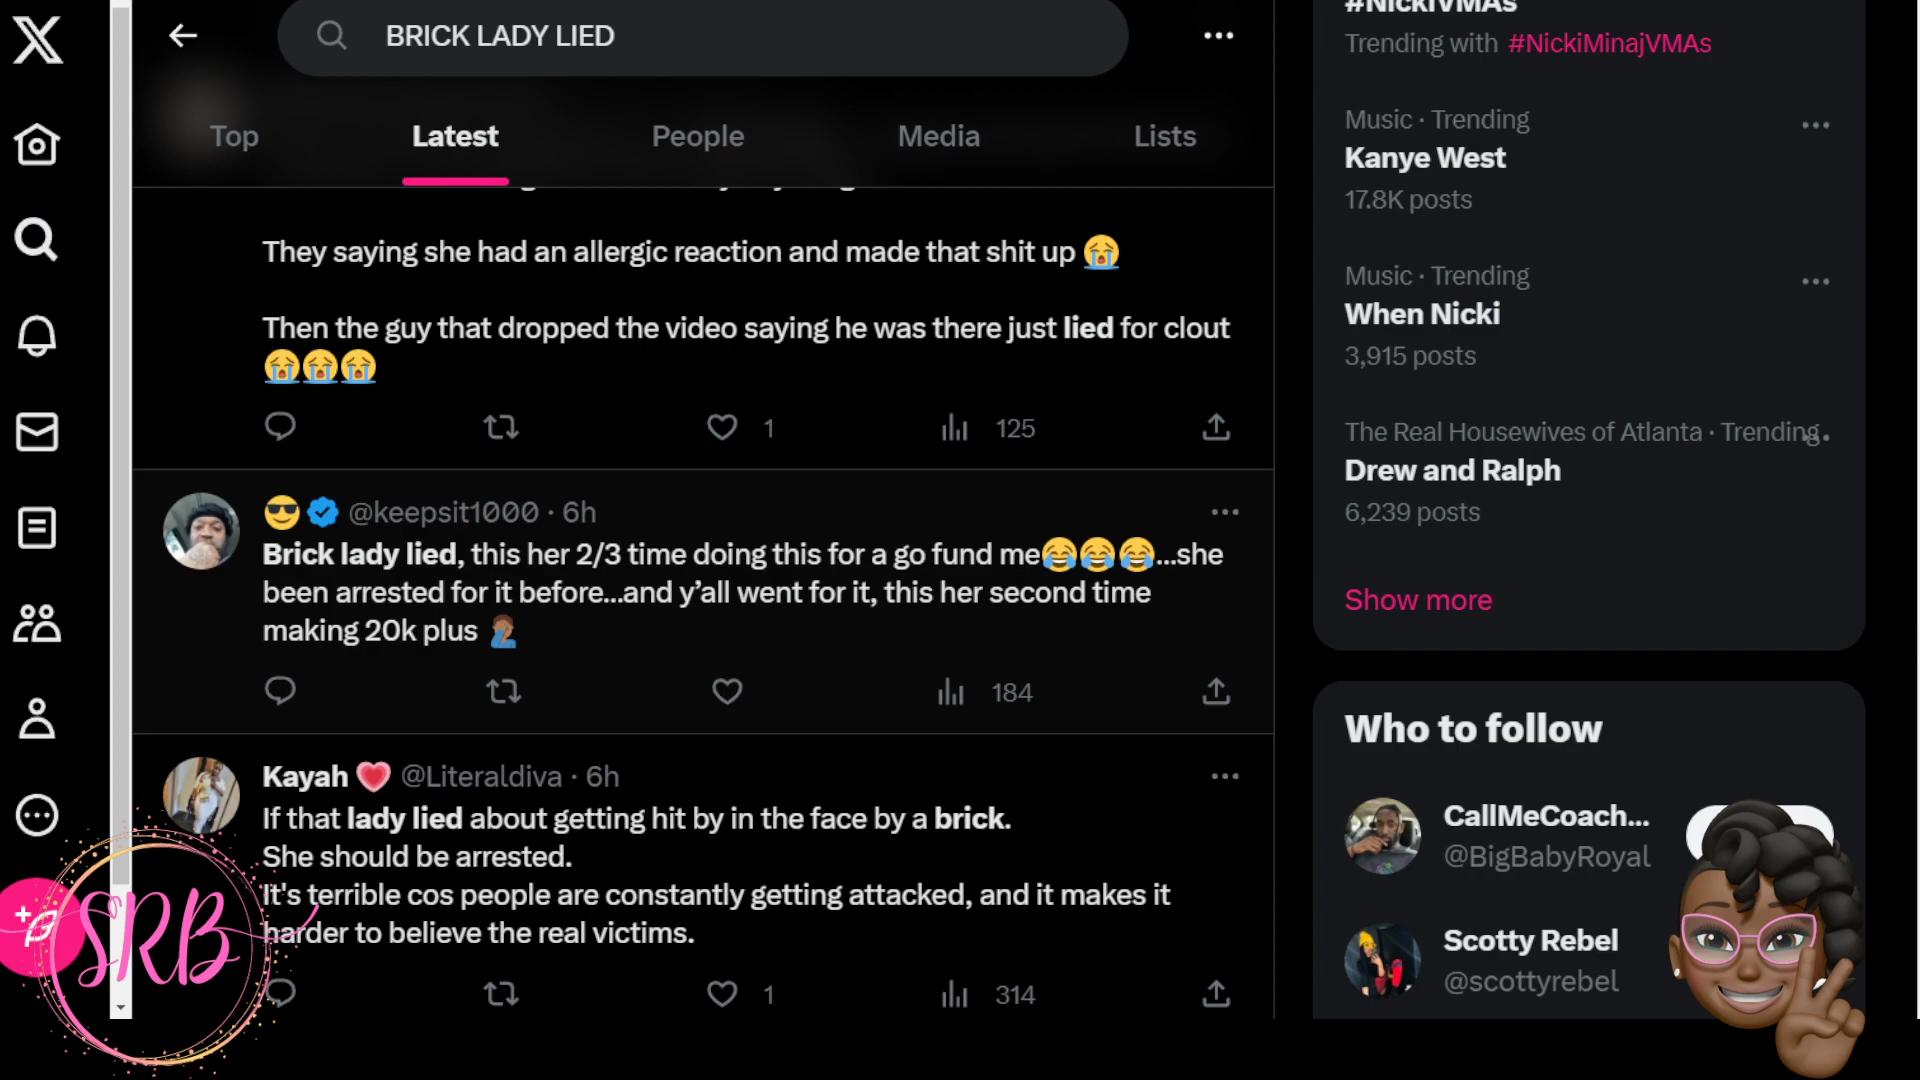 BRICK LADY LIED
Top
Latest
People
Media
Lists
They saying she had an allergic reaction and made that shit up 😭
Then the guy that dropped the video saying he was there just lied for clout
😭😭😭
1
125
😎 @keepsit1000 · 6h
Brick lady lied, this her 2/3 time doing this for a go fund me😂😂😂...she
been arrested for it before...and y’all went for it, this her second time
making 20k plus 🤦🏾‍♂️
184
Kayah 💗 @Literaldiva · 6h
If that lady lied about getting hit by in the face by a brick.
She should be arrested.
It's terrible cos people are constantly getting attacked, and it makes it
harder to believe the real victims.
1
314
#NickiVMAs
Trending with #NickiMinajVMAs
Music · Trending
Kanye West
17.8K posts
Music · Trending
When Nicki
3,915 posts
The Real Housewives of Atlanta · Trending
Drew and Ralph
6,239 posts
Show more
Who to follow
CallMeCoach...
@BigBabyRoyal
Scotty Rebel
@scottyrebel
SRB